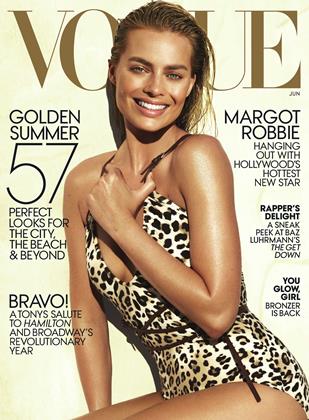 VOGUE
JUN
GOLDEN
SUMMER
57
PERFECT
LOOKS FOR
THE CITY,
THE BEACH
& BEYOND
BRAVO!
A TONYS SALUTE
TO HAMILTON
AND BROADWAY'S
REVOLUTIONARY
YEAR
MARGOT
ROBBIE
HANGING
OUT WITH
HOLLYWOOD'S
HOTTEST
NEW STAR
RAPPER'S
DELIGHT
A SNEAK
PEEK AT BAZ
LUHRMANN'S
THE GET
DOWN
YOU
GLOW,
GIRL
BRONZER
IS BACK